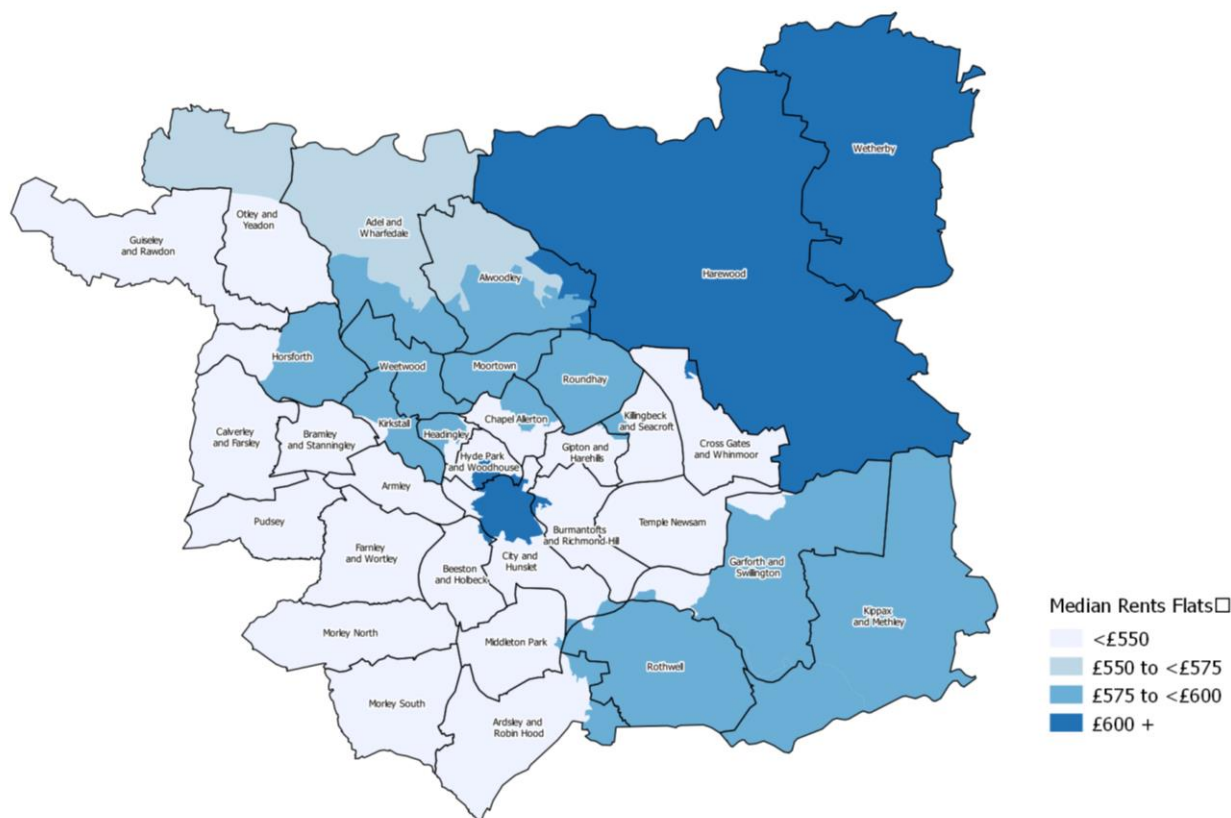 Wetherby
Otley and
Yeadon
Guiseley
and Rawdon
Adel and
Wharfedale
Alwoodley
Harewood
Horsforth
Weetwood
Moortown
Roundhay
Calverley
and Farsley
Bramley
and Stanningley
Kirkstall
Headingley
Chapel Allerton
Killingbeck
and Seacroft
Hyde Park
and Woodhouse
Gipton and
Harehills
Cross Gates
and Whinmoor
Armley
Pudsey
Farnley
and Wortley
Beeston
and Holbeck
City and
Hunslet
Burmantofts
and Richmond Hill
Temple Newsam
Garforth and
Swillington
Kippax
and Methley
Morley North
Middleton Park
Rothwell
Morley South
Ardsley and
Robin Hood
Median Rents Flats□
<£550
£550 to <£575
£575 to <£600
£600 +